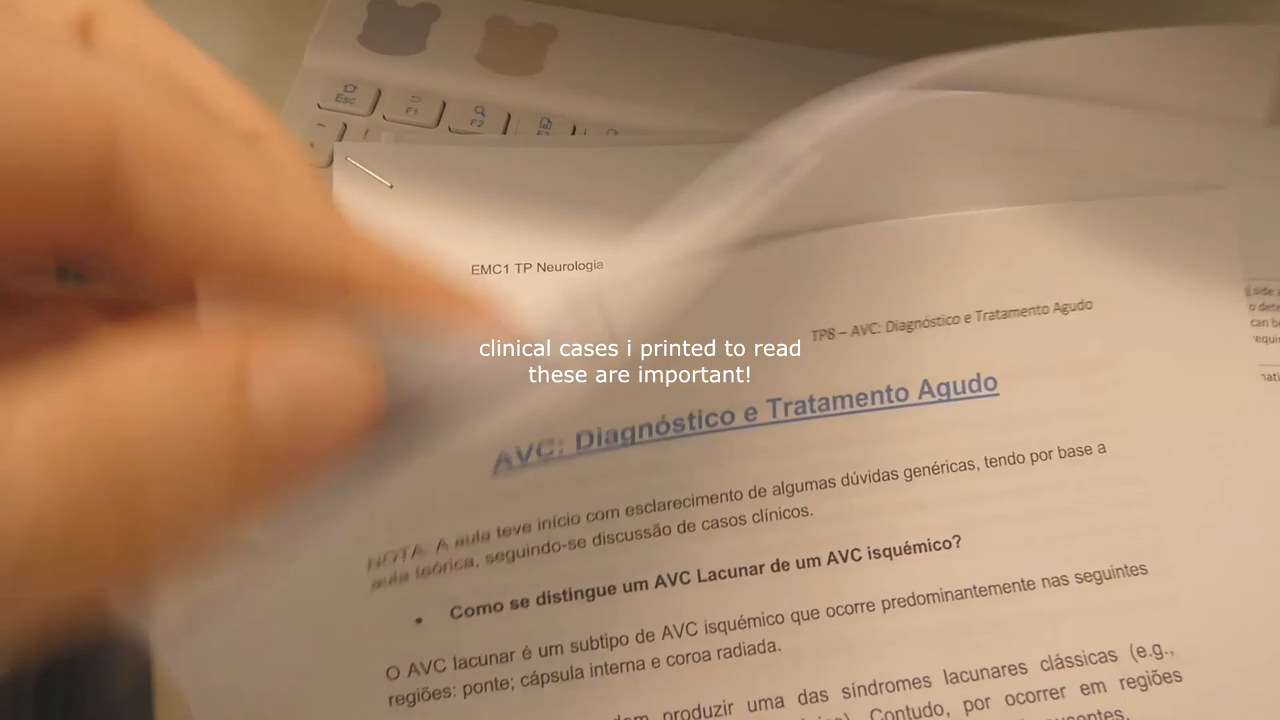 Esc
F1
F2
EMC1 TP Neurologia
TP8 – AVC: Diagnóstico e Tratamento Agudo
clinical cases i printed to read
these are important!
AVC: Diagnóstico e Tratamento Agudo
NOTA: A aula teve início com esclarecimento de algumas dúvidas genéricas, tendo por base a
aula teórica, seguindo-se discussão de casos clínicos.
• Como se distingue um AVC Lacunar de um AVC isquémico?
O AVC lacunar é um subtipo de AVC isquémico que ocorre predominantemente nas seguintes
regiões: ponte; cápsula interna e coroa radiada.
produzir uma das síndromes lacunares clássicas (e.g.,
Contudo, por ocorrer em regiões
can b